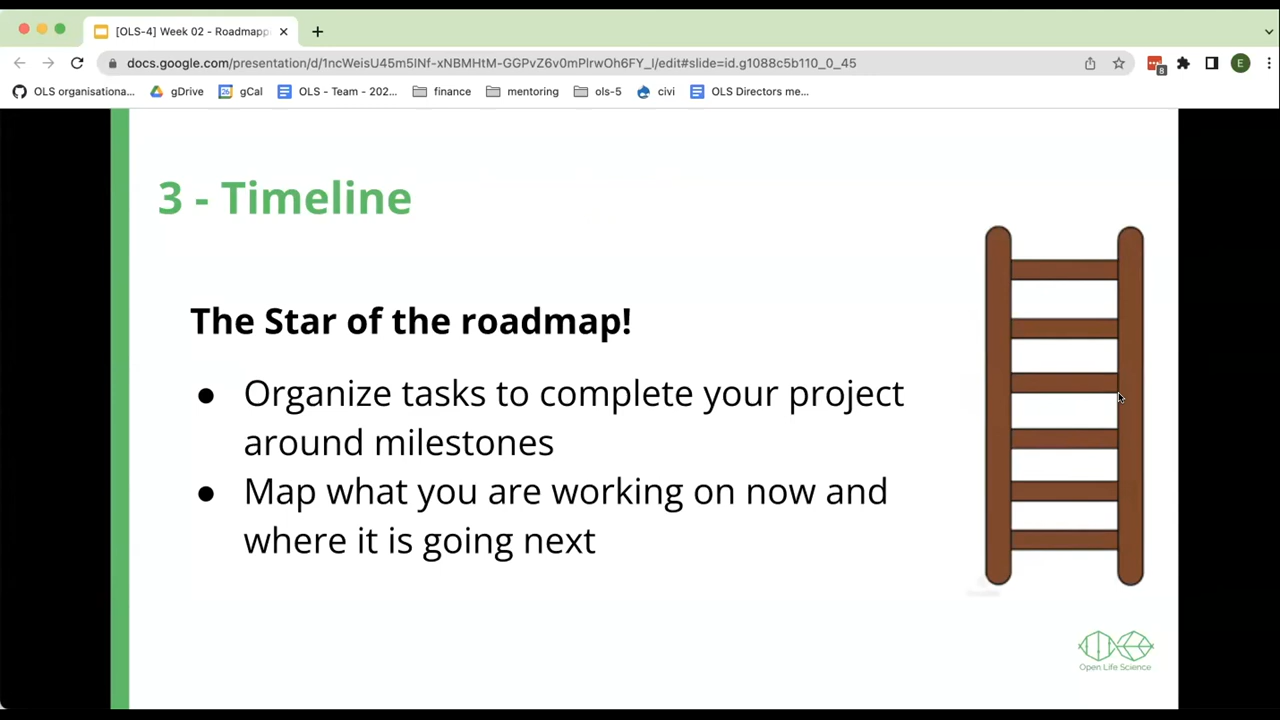 [OLS-4] Week 02 - Roadmapp
docs.google.com/presentation/d/1ncWeisU45m5lNf-xNBMHtM-GGPvZ6v0mPlrwOh6FY_I/edit#slide=id.g1088c5b110_0_45
8
E
OLS organisationa...
gDrive
26
gCal
OLS - Team - 202...
finance
mentoring
ols-5
civi
OLS Directors me...
3 - Timeline
The Star of the roadmap!
● Organize tasks to complete your project
around milestones
● Map what you are working on now and
where it is going next
Open Life Science